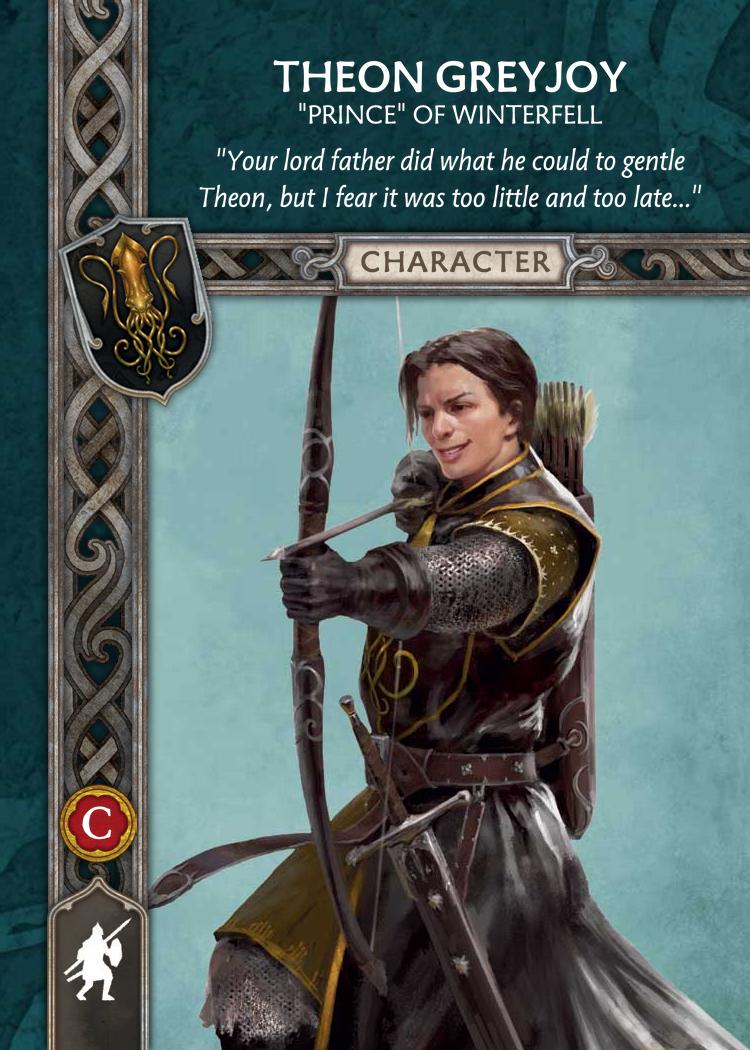 THEON GREYJOY
"PRINCE" OF WINTERFELL
"Your lord father did what he could to gentle
Theon, but I fear it was too little and too late..."
CHARACTER
C